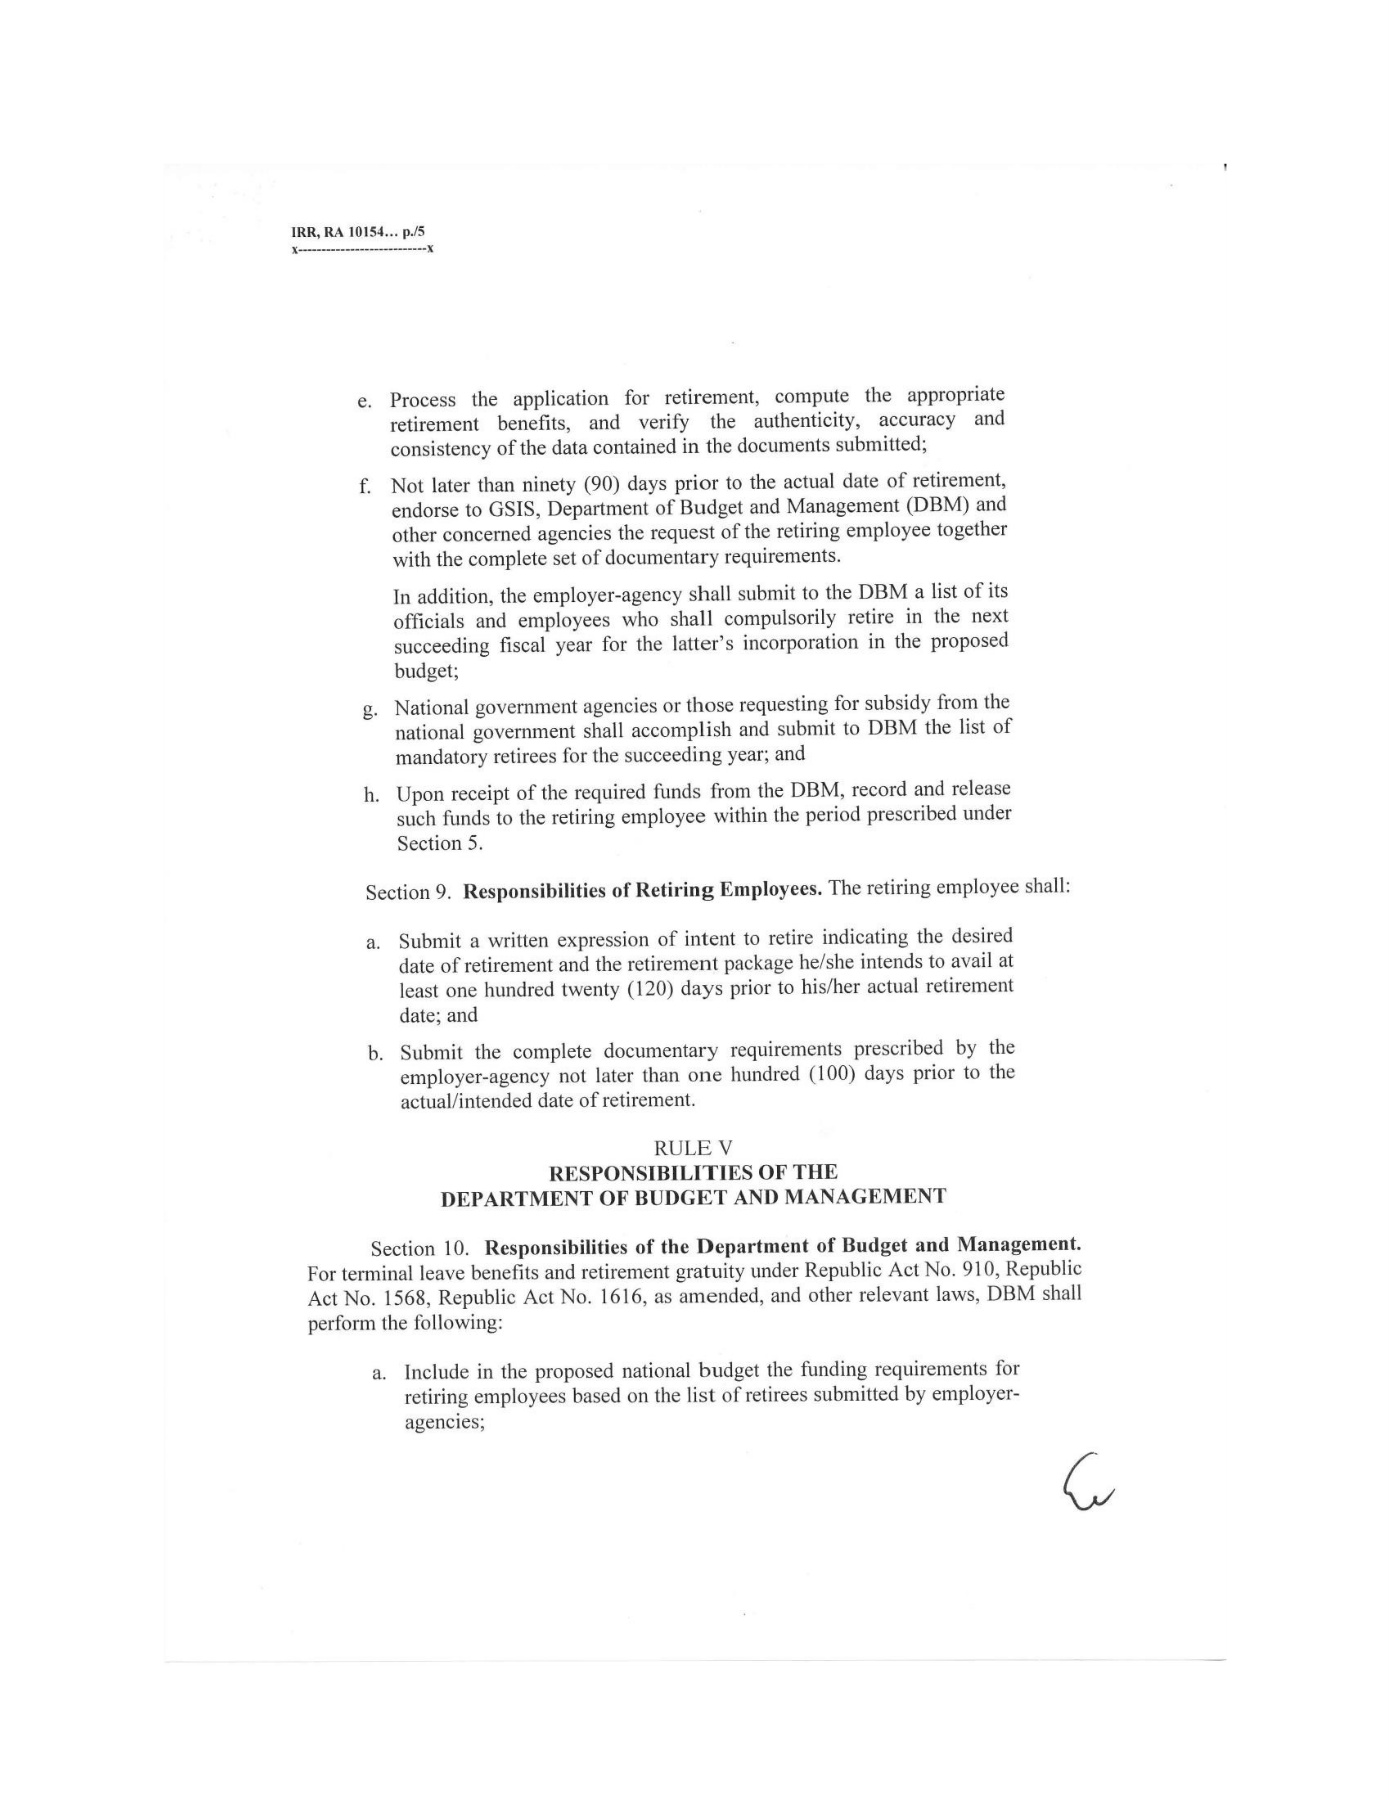 IRR, RA 10154... p./5
x---------------------------x
e. Process the application for retirement, compute the appropriate
retirement benefits, and verify the authenticity, accuracy and
consistency of the data contained in the documents submitted;
f. Not later than ninety (90) days prior to the actual date of retirement,
endorse to GSIS, Department of Budget and Management (DBM) and
other concerned agencies the request of the retiring employee together
with the complete set of documentary requirements.
In addition, the employer-agency shall submit to the DBM a list of its
officials and employees who shall compulsorily retire in the next
succeeding fiscal year for the latter's incorporation in the proposed
budget;
g. National government agencies or those requesting for subsidy from the
national government shall accomplish and submit to DBM the list of
mandatory retirees for the succeeding year; and
h. Upon receipt of the required funds from the DBM, record and release
such funds to the retiring employee within the period prescribed under
Section 5.
Section 9. Responsibilities of Retiring Employees. The retiring employee shall:
a. Submit a written expression of intent to retire indicating the desired
date of retirement and the retirement package he/she intends to avail at
least one hundred twenty (120) days prior to his/her actual retirement
date; and
b. Submit the complete documentary requirements prescribed by the
employer-agency not later than one hundred (100) days prior to the
actual/intended date of retirement.
RULE V
RESPONSIBILITIES OF THE
DEPARTMENT OF BUDGET AND MANAGEMENT
Section 10. Responsibilities of the Department of Budget and Management.
For terminal leave benefits and retirement gratuity under Republic Act No. 910, Republic
Act No. 1568, Republic Act No. 1616, as amended, and other relevant laws, DBM shall
perform the following:
a. Include in the proposed national budget the funding requirements for
retiring employees based on the list of retirees submitted by employer-
agencies;